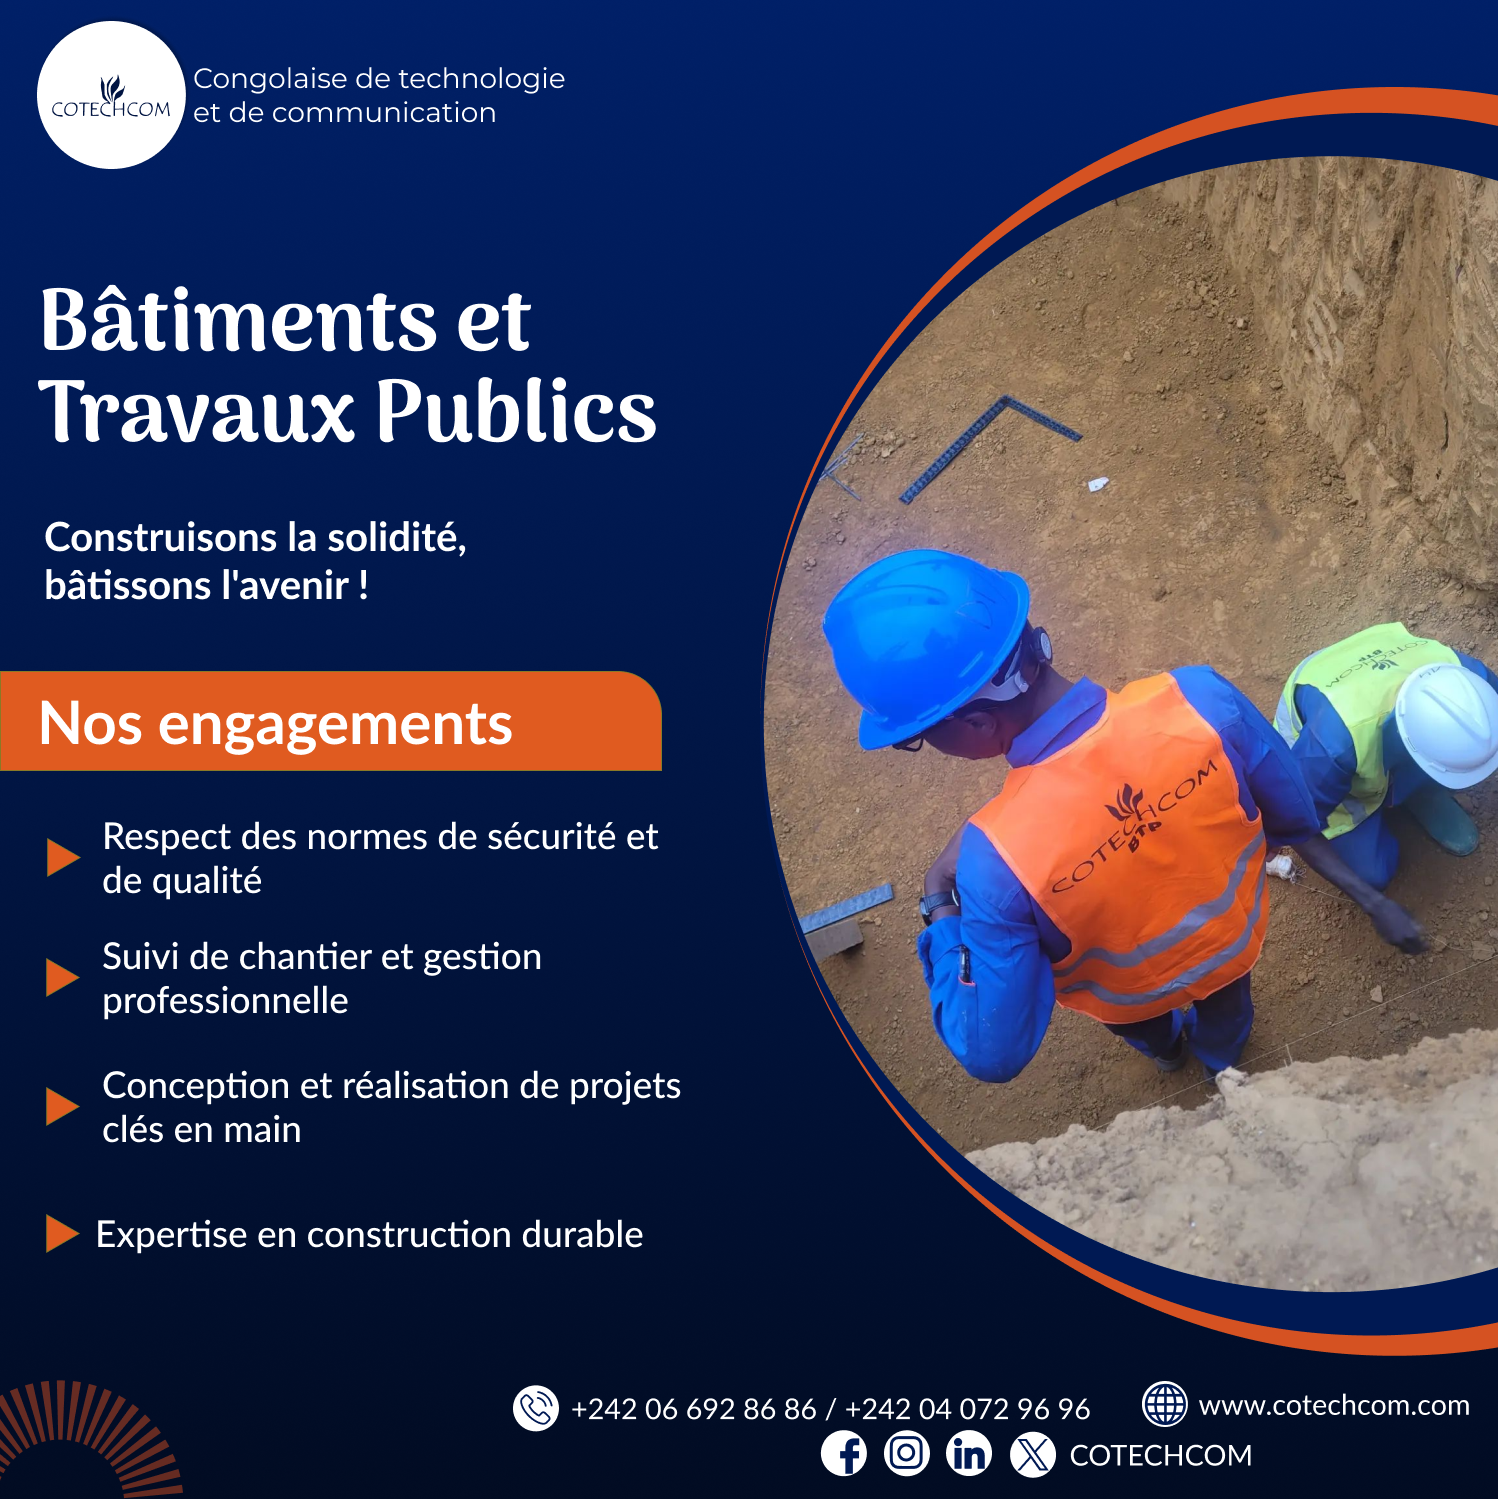 COTECHCOM
Congolaise de technologie
et de communication
Bâtiments et
Travaux Publics
Construisons la solidité,
bâtissons l'avenir !
Nos engagements
Respect des normes de sécurité et
de qualité
Suivi de chantier et gestion
professionnelle
Conception et réalisation de projets
clés en main
Expertise en construction durable
COTECHCOM
BTP
COTECHCOM
BTP
+242 06 692 86 86 / +242 04 072 96 96
www.cotechcom.com
COTECHCOM